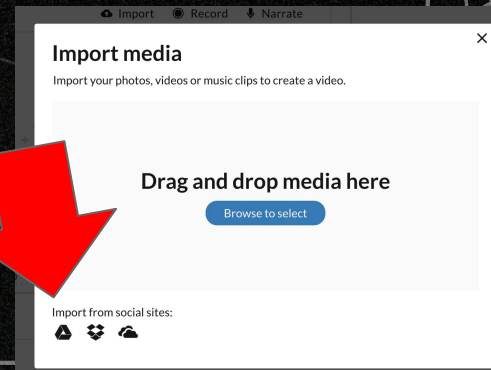 Import Record Narrate
Import media
Import your photos, videos or music clips to create a video.
Drag and drop media here
Browse to select
Import from social sites: